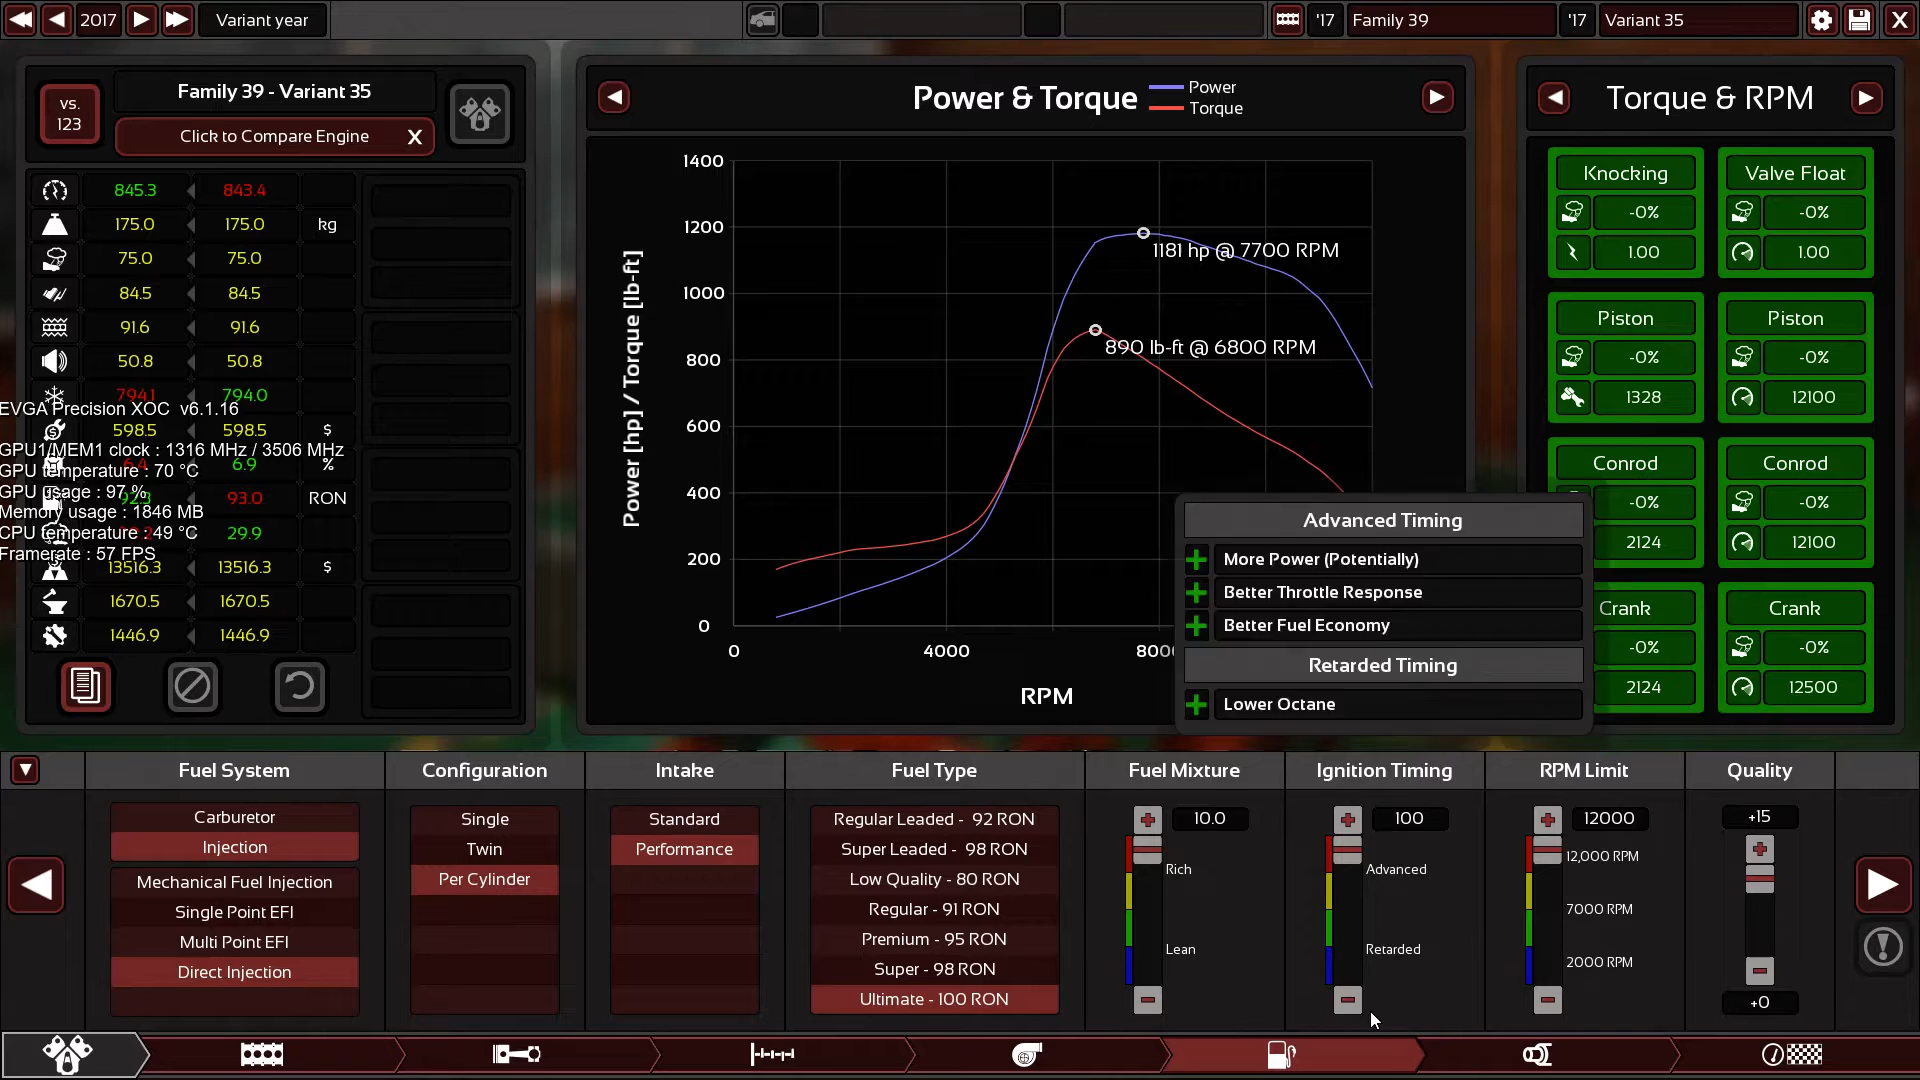 2017
Variant year
'17
Family 39
'17
Variant 35
X
vs.
123
Family 39 - Variant 35
Click to Compare Engine X
845.3 843.4
175.0 175.0 kg
75.0 75.0
84.5 84.5
91.6 91.6
50.8 50.8
794.1 794.0
EVGA Precision XOC v6.1.16
598.5 598.5 $
GPU1/MEM1 clock : 1316 MHz / 3506 MHz
6.4 6.9 %
GPU temperature : 70 °C
GPU usage : 97 %
92.3 93.0 RON
Memory usage : 1846 MB
CPU temperature : 49 °C
29.9
Framerate : 57 FPS
13516.3 13516.3 $
1670.5 1670.5
1446.9 1446.9
Power & Torque
Power
Torque
Power [hp] / Torque [lb-ft]
1400
1200
1000
800
600
400
200
0
1181 hp @ 7700 RPM
890 lb-ft @ 6800 RPM
0 4000
RPM
Advanced Timing
More Power (Potentially)
Better Throttle Response
Better Fuel Economy
Retarded Timing
Lower Octane
Torque & RPM
Knocking Valve Float
-0% -0%
1.00 1.00
Piston Piston
-0% -0%
1328 12100
Conrod Conrod
-0% -0%
2124 12100
Crank Crank
-0% -0%
2124 12500
Fuel System
Carburetor
Injection
Mechanical Fuel Injection
Single Point EFI
Multi Point EFI
Direct Injection
Configuration
Single
Twin
Per Cylinder
Intake
Standard
Performance
Fuel Type
Regular Leaded - 92 RON
Super Leaded - 98 RON
Low Quality - 80 RON
Regular - 91 RON
Premium - 95 RON
Super - 98 RON
Ultimate - 100 RON
Fuel Mixture
10.0
Rich
Lean
Ignition Timing
100
Advanced
Retarded
RPM Limit
12000
12,000 RPM
7000 RPM
2000 RPM
Quality
+15
+0